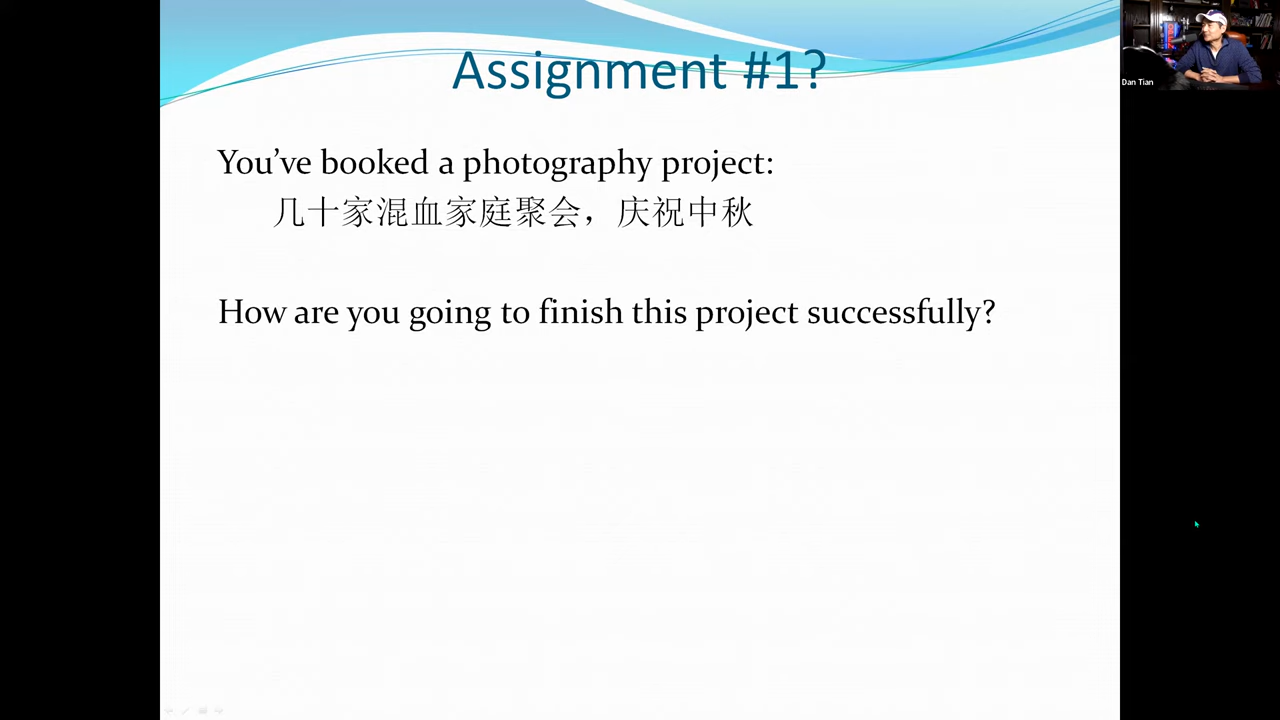 Assignment #1?
Dan Tian
You've booked a photography project:
几十家混血家庭聚会，庆祝中秋
How are you going to finish this project successfully?